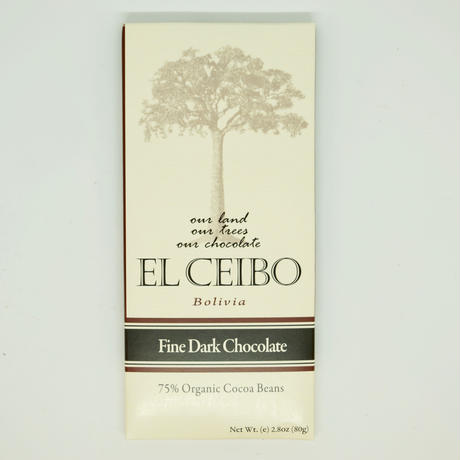 our land
our trees
our chocolate
EL CEIBO
Bolivia
Fine Dark Chocolate
75% Organic Cocoa Beans
Net Wt. (e) 2.8oz (80g)